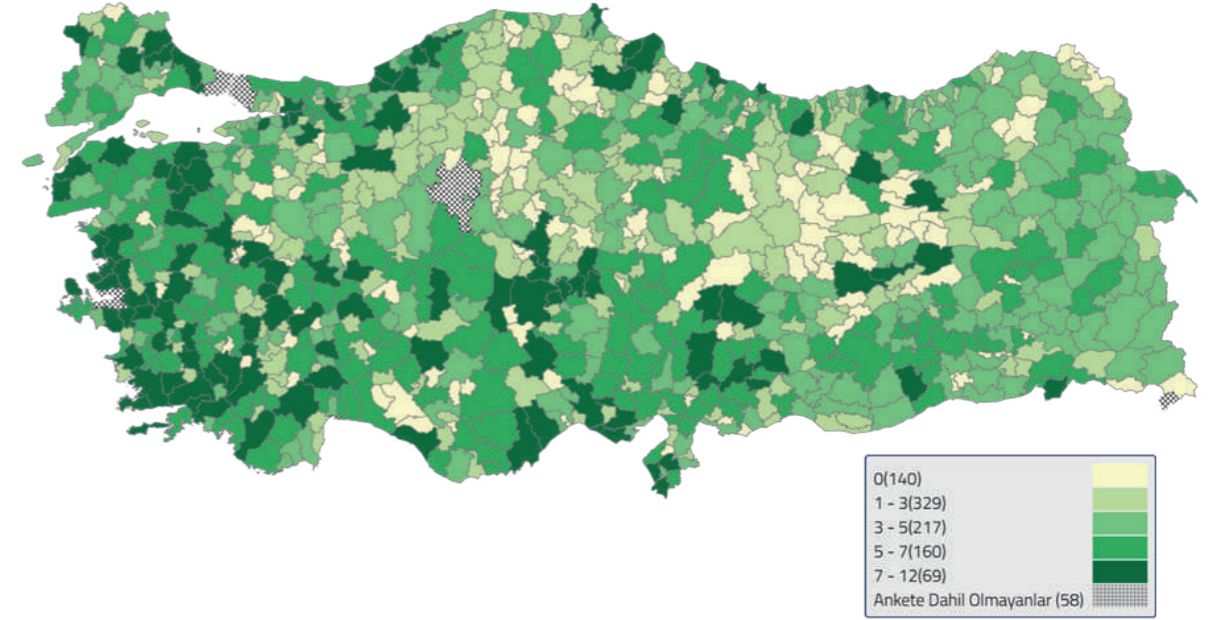 0(140)
1 - 3(329)
3 - 5(217)
5 - 7(160)
7 - 12(69)
Ankete Dahil Olmayanlar (58)